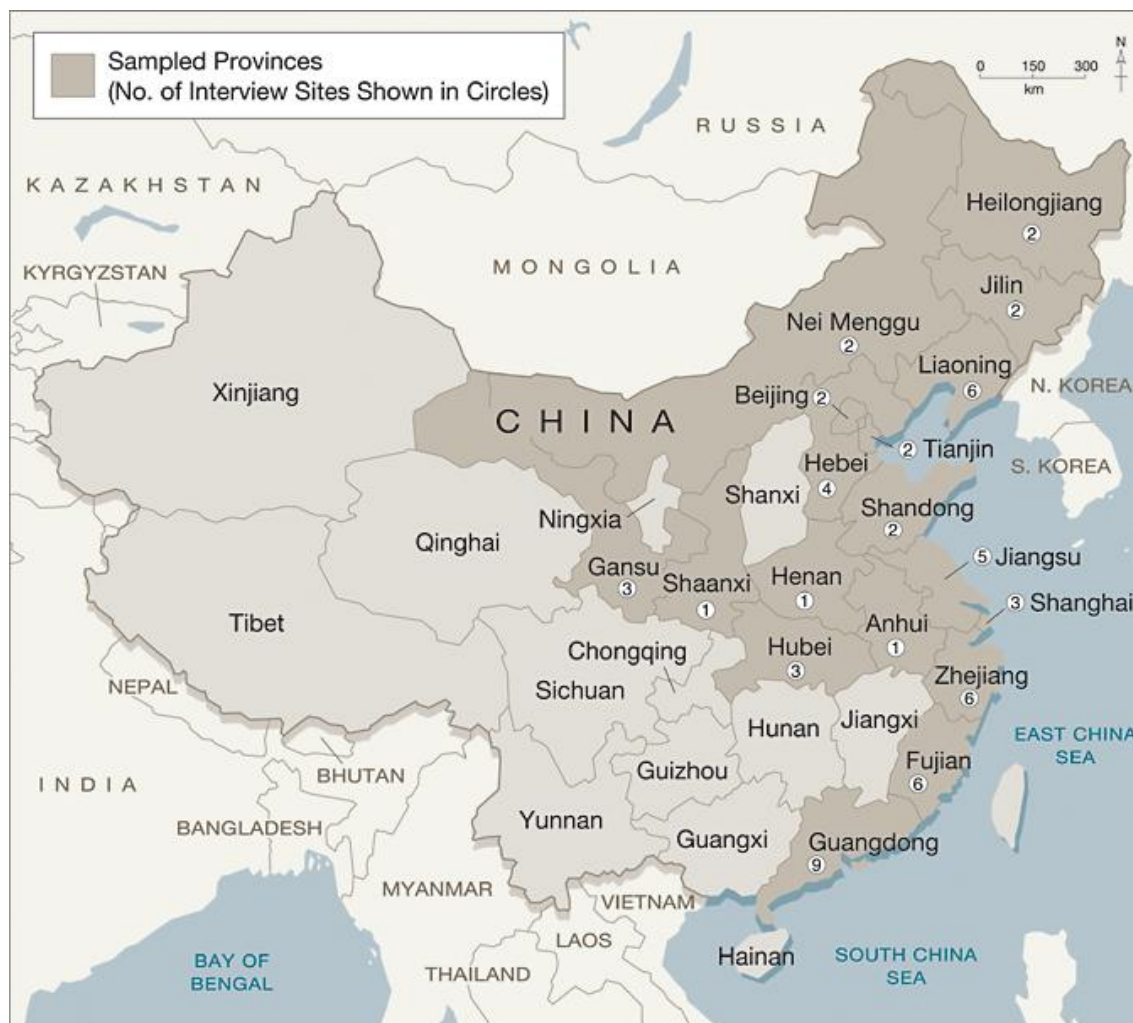 Sampled Provinces
(No. of Interview Sites Shown in Circles)
N
0 150 300
km
RUSSIA
KAZAKHSTAN
Heilongjiang
2
KYRGYZSTAN
MONGOLIA
Jilin
2
Nei Menggu
2
Liaoning
6
Xinjiang
Beijing 2
N. KOREA
CHINA
2 Tianjin
Hebei
4
S. KOREA
Shanxi
Shandong
2
Ningxia
Qinghai
Gansu
3
Shaanxi
1
Henan
1
5 Jiangsu
3 Shanghai
Tibet
Anhui
1
Hubei
3
Chongqing
Sichuan
Zhejiang
6
NEPAL
Hunan
Jiangxi
EAST CHINA
SEA
Fujian
6
BHUTAN
Guizhou
INDIA
BANGLADESH
Yunnan
Guangxi
Guangdong
9
MYANMAR
VIETNAM
LAOS
Hainan
BAY OF
BENGAL
THAILAND
SOUTH CHINA
SEA